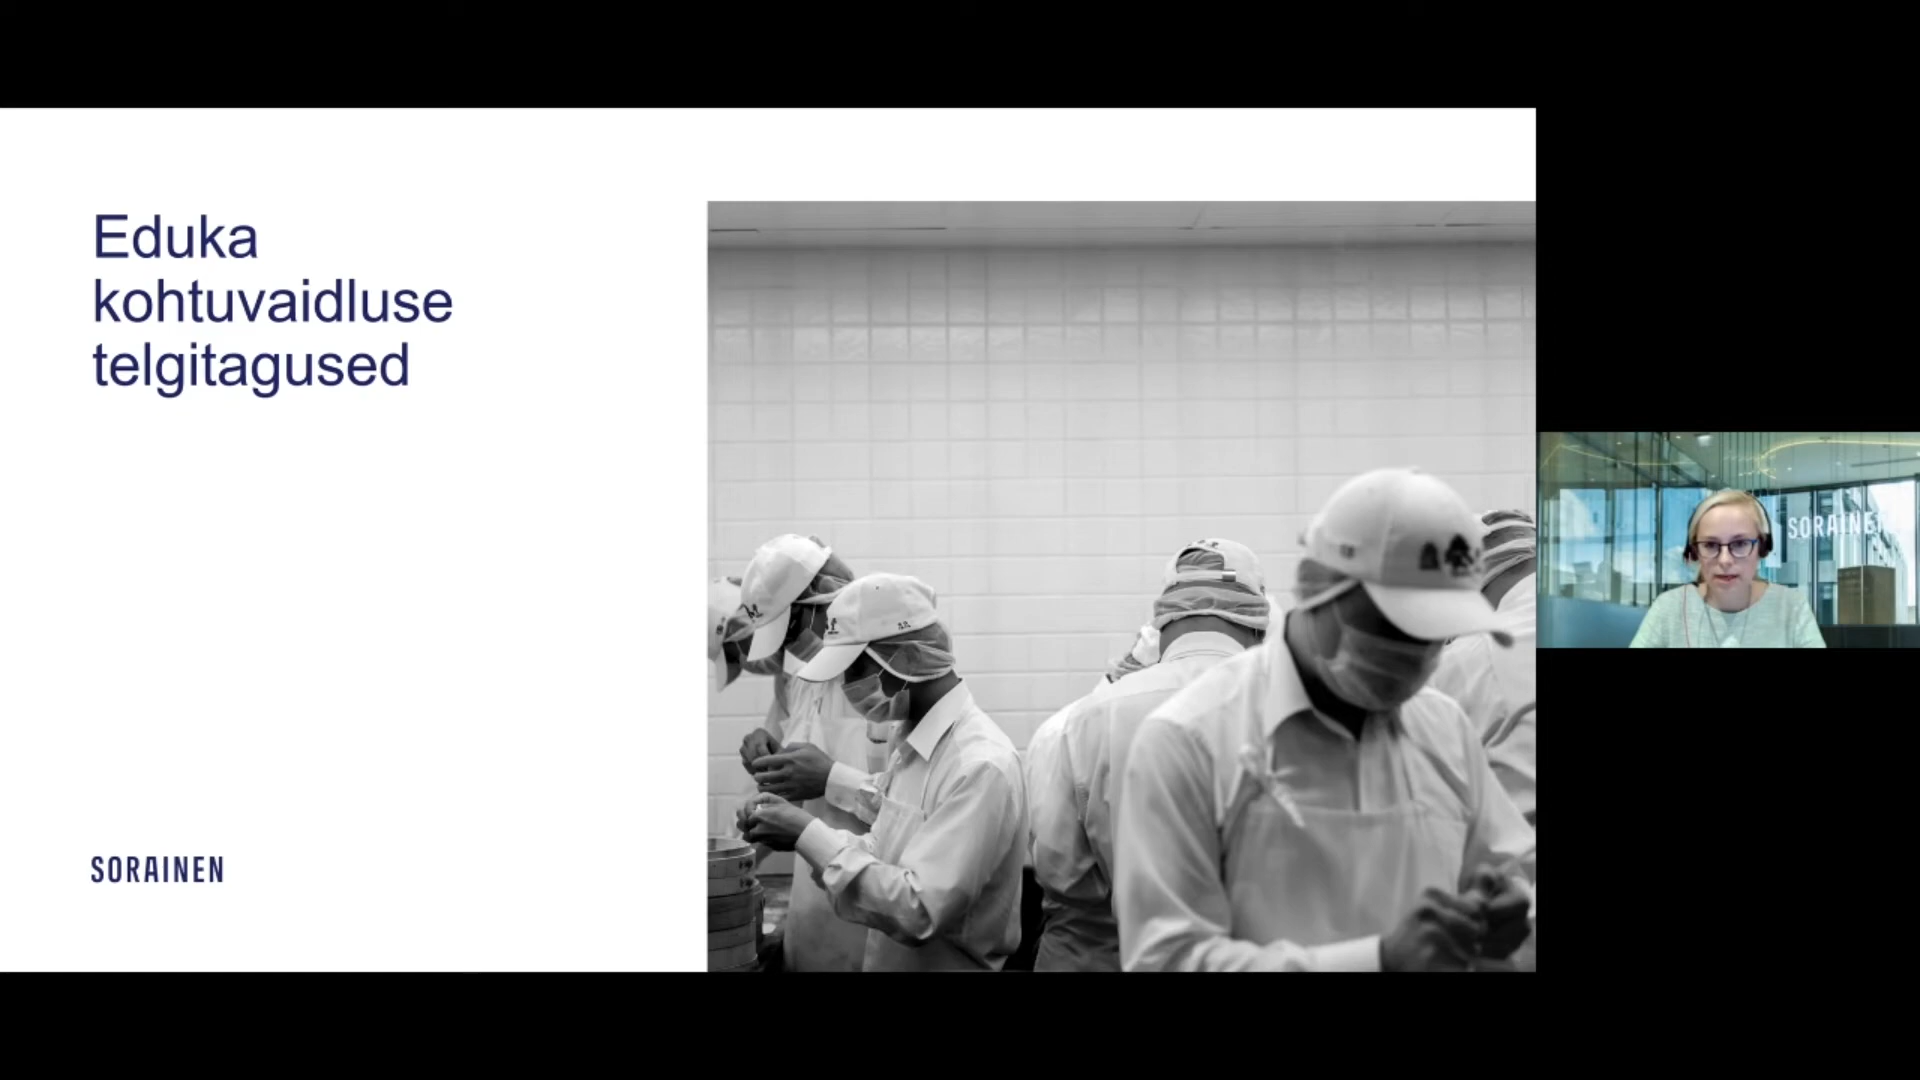 Eduka
kohtuvaidluse
telgitagused
SORAINEN
SORAINEN